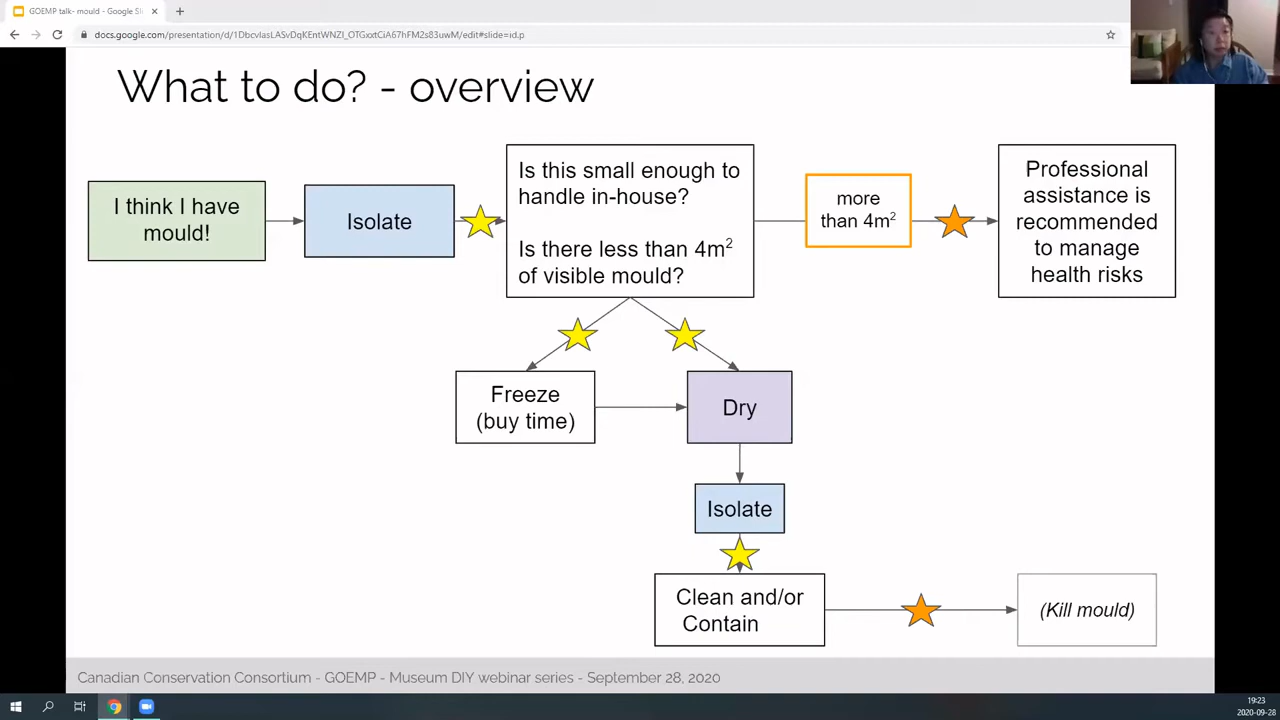 GOEMP talk- mould - Google Sli
docs.google.com/presentation/d/1DbcvIasLASvDqKEntWNZI_OTGxxtCiA67hFM2s83uwM/edit#slide=id.p
What to do? - overview
I think I have
mould!
Isolate
Is this small enough to
handle in-house?
Is there less than 4m²
of visible mould?
more
than 4m²
Professional
assistance is
recommended
to manage
health risks
Freeze
(buy time)
Dry
Isolate
Clean and/or
Contain
(Kill mould)
Canadian Conservation Consortium - GOEMP - Museum DIY webinar series - September 28, 2020
19:23
2020-09-28